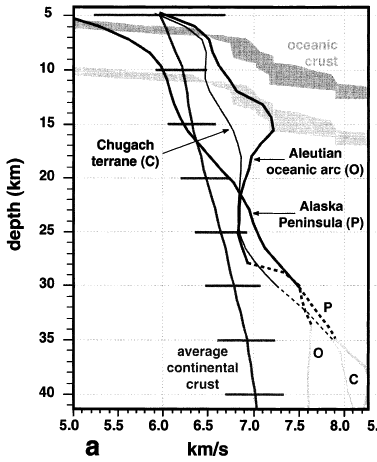 5
10
15
20
25
30
35
40
depth (km)
oceanic
crust
Chugach
terrane (C)
Aleutian
oceanic arc (O)
Alaska
Peninsula (P)
average
continental
crust
P
O
C
5.0
5.5
6.0
6.5
7.0
7.5
8.0
a
km/s